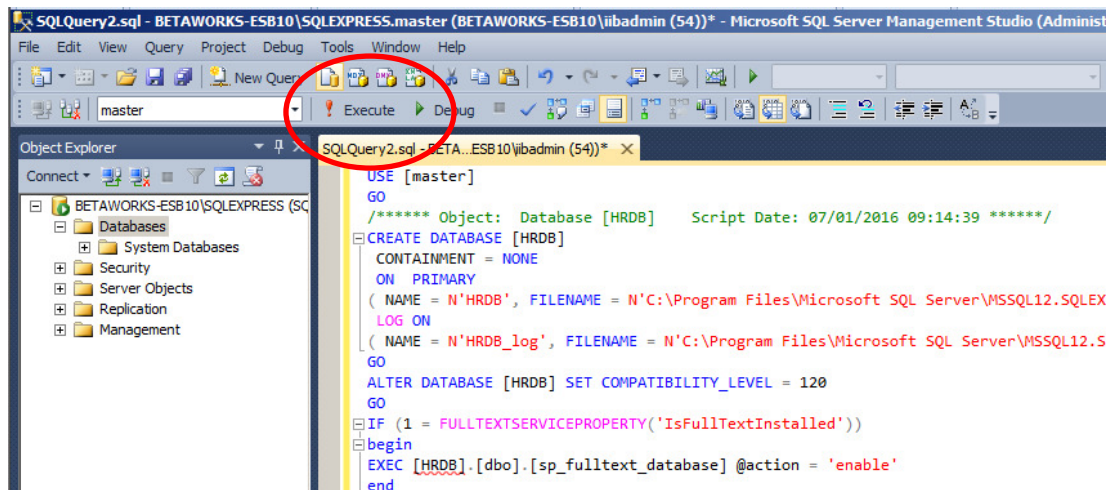 SQLQuery2.sql - BETAWORKS-ESB10\SQLEXPRESS.master (BETAWORKS-ESB10\iibadmin (54))* - Microsoft SQL Server Management Studio (Administ
File Edit View Query Project Debug Tools Window Help
New Query
master
Execute Debug
Object Explorer
SQLQuery2.sql - BETA...ESB10\iibadmin (54))*
Connect
BETAWORKS-ESB10\SQLEXPRESS (SQ
Databases
System Databases
Security
Server Objects
Replication
Management
USE [master]
GO
/****** Object:  Database [HRDB]    Script Date: 07/01/2016 09:14:39 ******/
CREATE DATABASE [HRDB]
CONTAINMENT = NONE
ON  PRIMARY
( NAME = N'HRDB', FILENAME = N'C:\Program Files\Microsoft SQL Server\MSSQL12.SQLEX
LOG ON
( NAME = N'HRDB_log', FILENAME = N'C:\Program Files\Microsoft SQL Server\MSSQL12.S
GO
ALTER DATABASE [HRDB] SET COMPATIBILITY_LEVEL = 120
GO
IF (1 = FULLTEXTSERVICEPROPERTY('IsFullTextInstalled'))
begin
EXEC [HRDB].[dbo].[sp_fulltext_database] @action = 'enable'
end